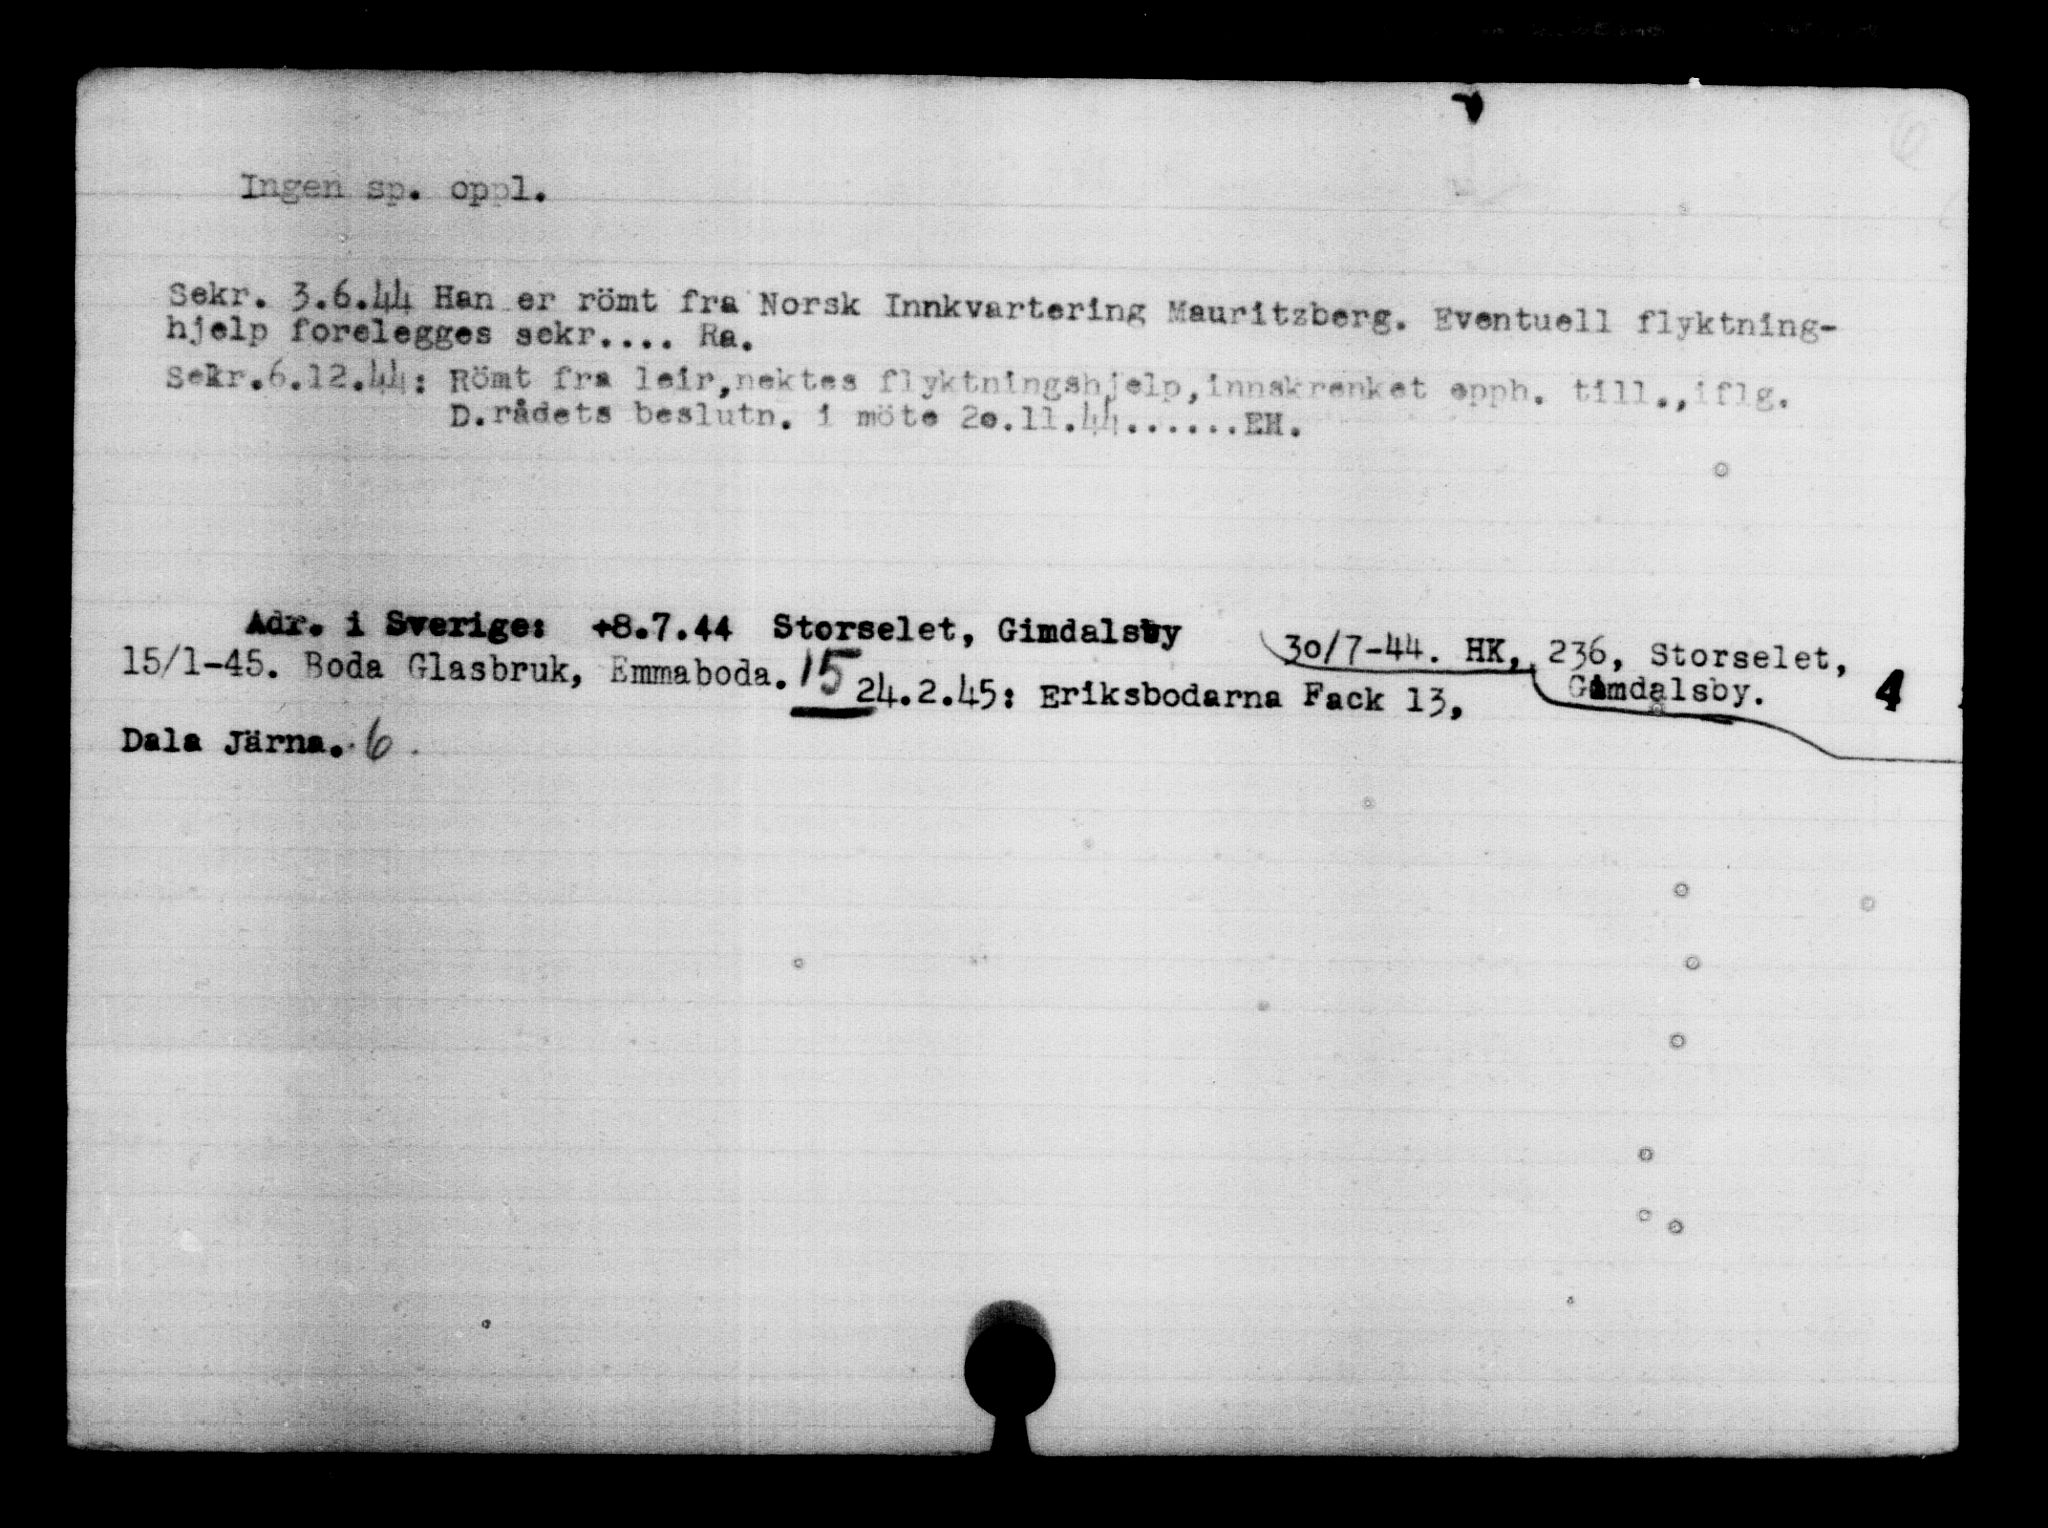 Ingen sp. oppl.
Sekr. 3.6.44 Han er römt fra Norsk Innkvartering Mauritzberg. Eventuell flyktning-
hjelp forelegges sekr.... Ra.
Sekr.6.12.44: Römt fra leir,nektes flyktningshjelp,innskrenket opph. till.,iflg.
D.rådets beslutn. i möte 2o.11.44......EH.
Adr. i Sverige: +8.7.44 Storselet, Gimdalsby
30/7-44. HK, 236, Storselet,
Gimdalsby. 4
15/1-45. Boda Glasbruk, Emmaboda. 15
24.2.45: Eriksbodarna Fack 13,
Dala Järna. 6